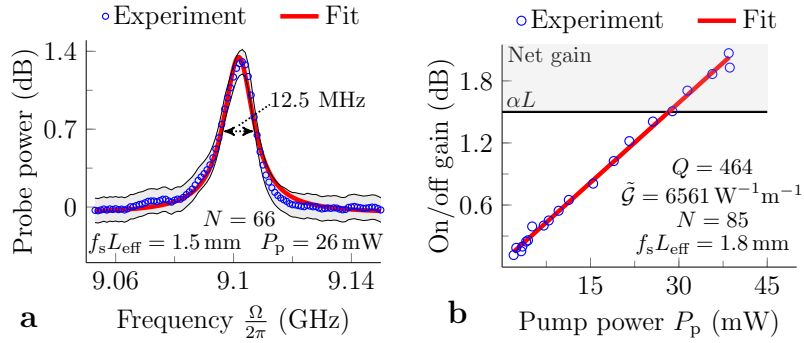 Experiment Fit
Probe power (dB)
1.4
0.7
0
12.5 MHz
N = 66
f_s L_eff = 1.5 mm P_p = 26 mW
9.06 9.1 9.14
a Frequency Ω/2π (GHz)
Experiment Fit
On/off gain (dB)
Net gain
αL
1.8
1.2
0.6
Q = 464
G̃ = 6561 W⁻¹m⁻¹
N = 85
f_s L_eff = 1.8 mm
15 30 45
b Pump power P_p (mW)